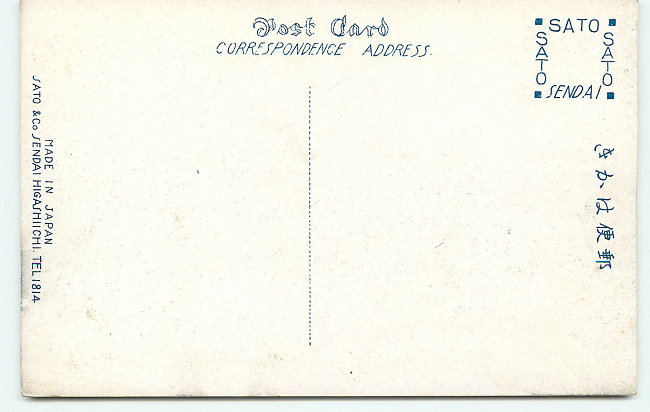 Post Card
CORRESPONDENCE ADDRESS.
SATO
SATO
SATO
SENDAI
郵便はかき
MADE IN JAPAN
SATO & Co SENDAI HIGASHIICHI. TEL 1814